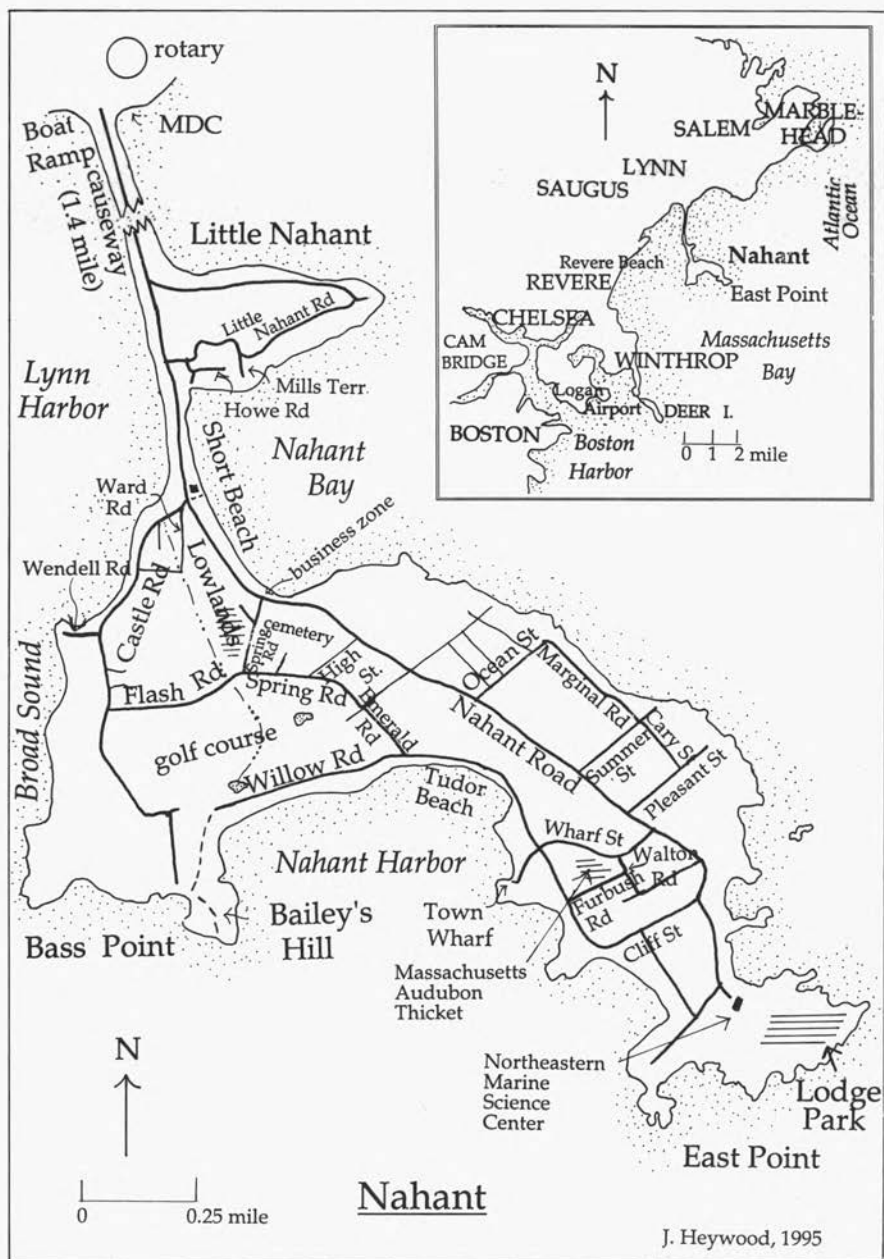 rotary
MDC
Boat
Ramp
causeway
(1.4 mile)
Little Nahant
Little
Nahant Rd
Mills Terr.
Howe Rd
Lynn
Harbor
Nahant
Bay
Short Beach
Ward
Rd
business zone
Wendell Rd
Castle Rd
Lowlands
cemetery
Spring
Rd
High
St.
Flash Rd
Spring Rd
Emerald
Rd
Ocean St
Marginal Rd
Cary St
Nahant Road
Summer
St
Pleasant St
Broad Sound
golf course
Willow Rd
Tudor
Beach
Wharf St
Walton
Rd
Furbush
Rd
Nahant Harbor
Town
Wharf
Cliff St
Bass Point
Bailey's
Hill
Massachusetts
Audubon
Thicket
Northeastern
Marine
Science
Center
Lodge
Park
East Point
N
0 0.25 mile
Nahant
J. Heywood, 1995
N
MARBLE-
HEAD
SALEM
LYNN
SAUGUS
Atlantic
Ocean
Nahant
Revere Beach
REVERE
East Point
CHELSEA
CAM
BRIDGE
WINTHROP
Massachusetts
Bay
Logan
Airport
DEER I.
BOSTON
Boston
Harbor
0 1 2 mile